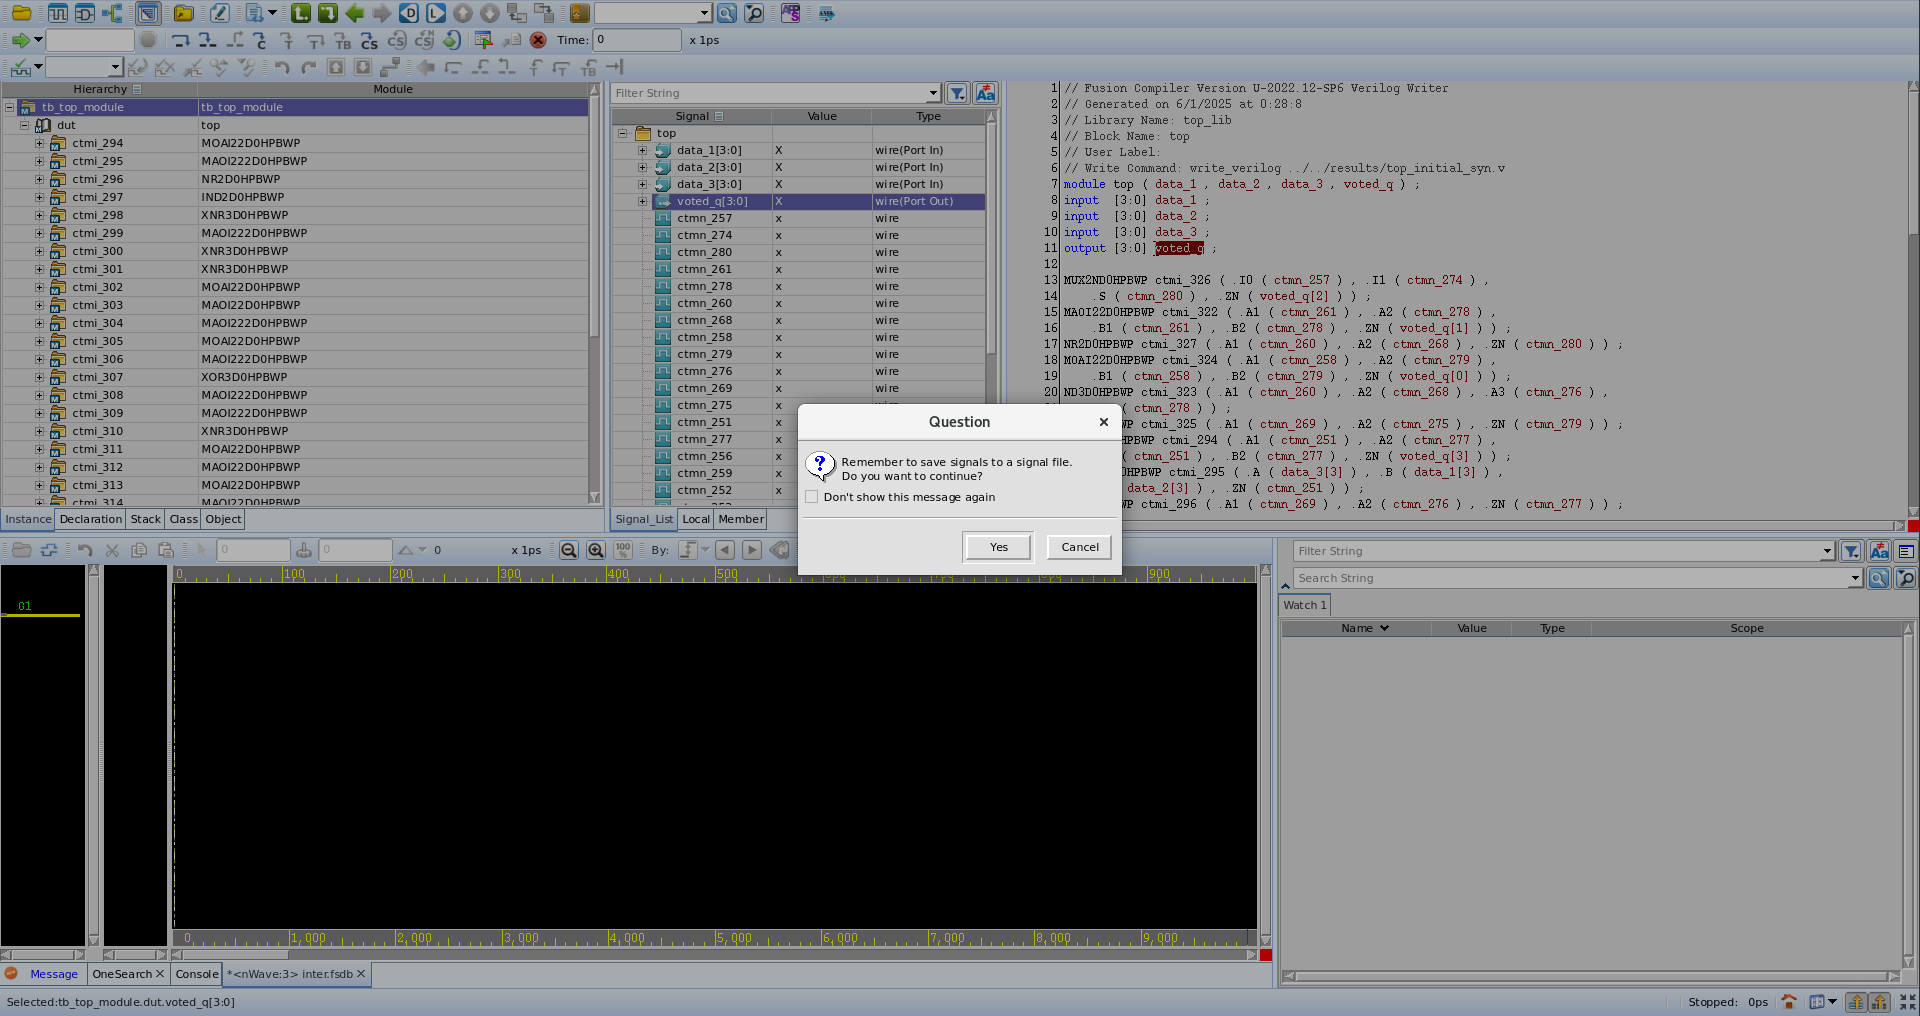 Time: 0 x 1ps
Hierarchy Module
tb_top_module tb_top_module
dut top
ctmi_294 MOAI22D0HPBWP
ctmi_295 MAOI222D0HPBWP
ctmi_296 NR2D0HPBWP
ctmi_297 IND2D0HPBWP
ctmi_298 XNR3D0HPBWP
ctmi_299 MAOI222D0HPBWP
ctmi_300 XNR3D0HPBWP
ctmi_301 XNR3D0HPBWP
ctmi_302 MOAI22D0HPBWP
ctmi_303 MAOI22D0HPBWP
ctmi_304 MAOI222D0HPBWP
ctmi_305 MOAI22D0HPBWP
ctmi_306 MAOI222D0HPBWP
ctmi_307 XOR3D0HPBWP
ctmi_308 MAOI222D0HPBWP
ctmi_309 MAOI222D0HPBWP
ctmi_310 XNR3D0HPBWP
ctmi_311 MOAI22D0HPBWP
ctmi_312 MAOI22D0HPBWP
ctmi_313 MAOI22D0HPBWP
ctmi_314 MAOI22D0HPBWP
Instance Declaration Stack Class Object
Filter String
Signal Value Type
top
data_1[3:0] X wire(Port In)
data_2[3:0] X wire(Port In)
data_3[3:0] X wire(Port In)
voted_q[3:0] X wire(Port Out)
ctmn_257 x wire
ctmn_274 x wire
ctmn_280 x wire
ctmn_261 x wire
ctmn_278 x wire
ctmn_260 x wire
ctmn_268 x wire
ctmn_258 x wire
ctmn_279 x wire
ctmn_276 x wire
ctmn_269 x wire
ctmn_275 x
ctmn_251 x
ctmn_277 x
ctmn_256 x
ctmn_259 x
ctmn_252 x
Signal_List Local Member
1 // Fusion Compiler Version U-2022.12-SP6 Verilog Writer
2 // Generated on 6/1/2025 at 0:28:8
3 // Library Name: top_lib
4 // Block Name: top
5 // User Label:
6 // Write Command: write_verilog ../../results/top_initial_syn.v
7 module top ( data_1 , data_2 , data_3 , voted_q ) ;
8 input [3:0] data_1 ;
9 input [3:0] data_2 ;
10 input [3:0] data_3 ;
11 output [3:0] voted_q ;
12
13 MUX2ND0HPBWP ctmi_326 ( .I0 ( ctmn_257 ) , .I1 ( ctmn_274 ) ,
14 .S ( ctmn_280 ) , .ZN ( voted_q[2] ) ) ;
15 MAOI22D0HPBWP ctmi_322 ( .A1 ( ctmn_261 ) , .A2 ( ctmn_278 ) ,
16 .B1 ( ctmn_261 ) , .B2 ( ctmn_278 ) , .ZN ( voted_q[1] ) ) ;
17 NR2D0HPBWP ctmi_327 ( .A1 ( ctmn_260 ) , .A2 ( ctmn_268 ) , .ZN ( ctmn_280 ) ) ;
18 MOAI22D0HPBWP ctmi_324 ( .A1 ( ctmn_258 ) , .A2 ( ctmn_279 ) ,
19 .B1 ( ctmn_258 ) , .B2 ( ctmn_279 ) , .ZN ( voted_q[0] ) ) ;
20 ND3D0HPBWP ctmi_323 ( .A1 ( ctmn_260 ) , .A2 ( ctmn_268 ) , .A3 ( ctmn_276 ) ,
( ctmn_278 ) ) ;
WP ctmi_325 ( .A1 ( ctmn_269 ) , .A2 ( ctmn_275 ) , .ZN ( ctmn_279 ) ) ;
HPBWP ctmi_294 ( .A1 ( ctmn_251 ) , .A2 ( ctmn_277 ) ,
( ctmn_251 ) , .B2 ( ctmn_277 ) , .ZN ( voted_q[3] ) ) ;
0HPBWP ctmi_295 ( .A ( data_3[3] ) , .B ( data_1[3] ) ,
data_2[3] ) , .ZN ( ctmn_251 ) ) ;
WP ctmi_296 ( .A1 ( ctmn_269 ) , .A2 ( ctmn_276 ) , .ZN ( ctmn_277 ) ) ;
Question
Remember to save signals to a signal file.
Do you want to continue?
Don't show this message again
Yes Cancel
0 0 0 x 1ps 100 % By:
G1
0 100 200 300 400 500 900
0 1,000 2,000 3,000 4,000 5,000 6,000 7,000 8,000 9,000
Message OneSearch Console *<nWave:3> inter.fsdb
Filter String
Search String
Watch 1
Name Value Type Scope
Selected:tb_top_module.dut.voted_q[3:0]
Stopped: 0ps